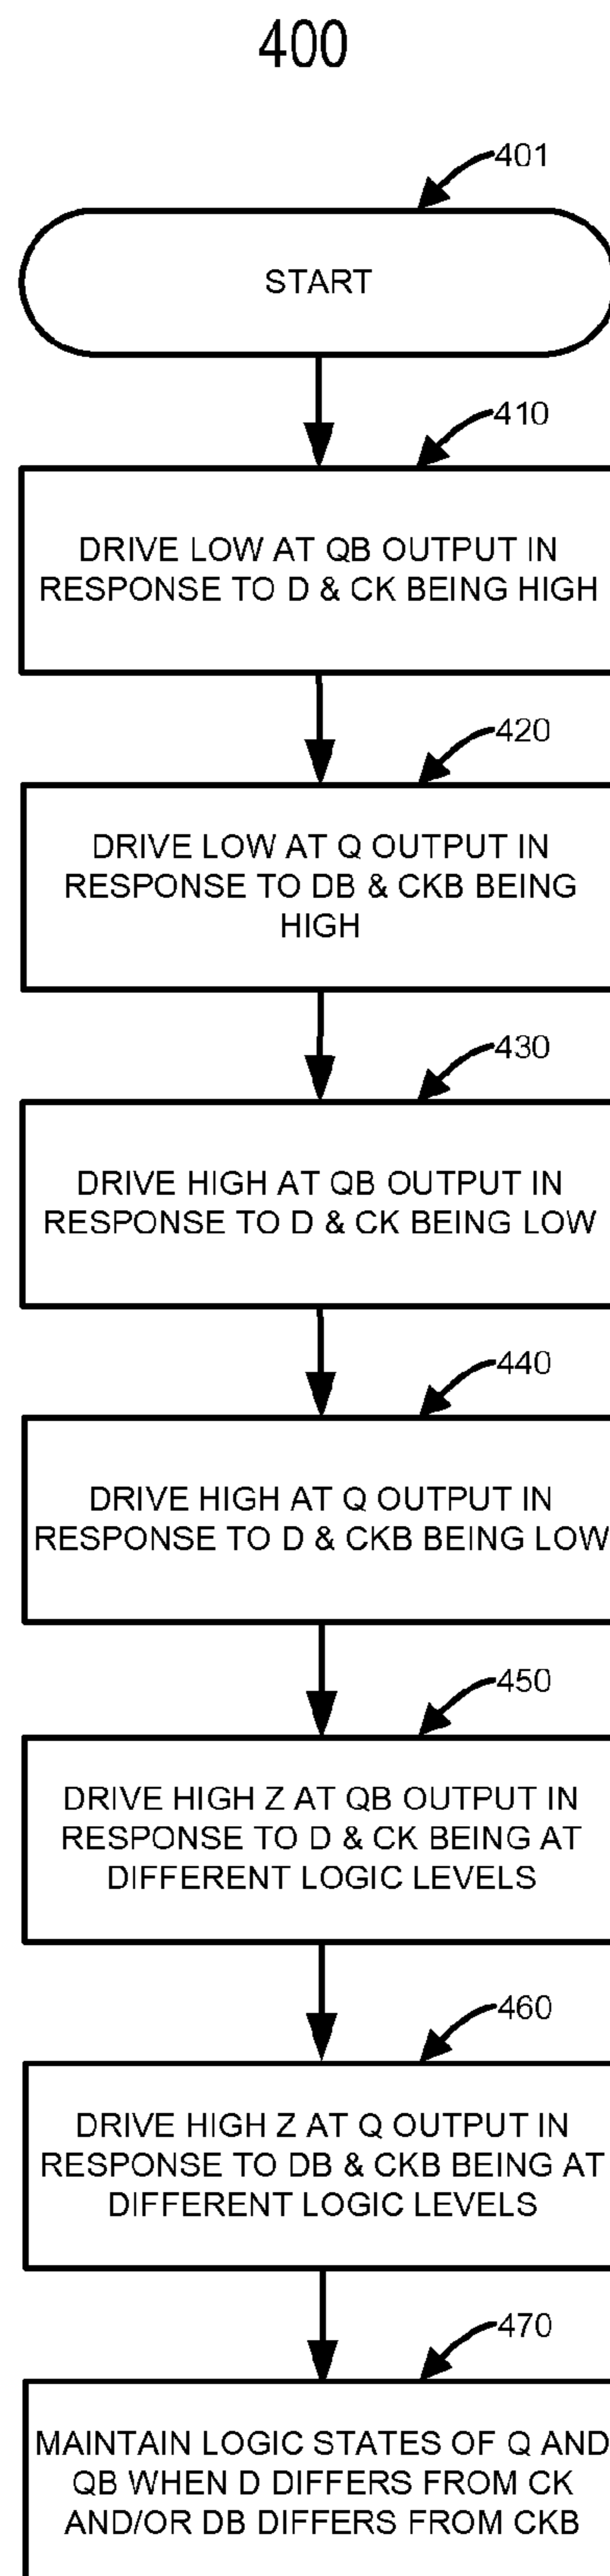 400
401
START
410
DRIVE LOW AT QB OUTPUT IN
RESPONSE TO D & CK BEING HIGH
420
DRIVE LOW AT Q OUTPUT IN
RESPONSE TO DB & CKB BEING
HIGH
430
DRIVE HIGH AT QB OUTPUT IN
RESPONSE TO D & CK BEING LOW
440
DRIVE HIGH AT Q OUTPUT IN
RESPONSE TO D & CKB BEING LOW
450
DRIVE HIGH Z AT QB OUTPUT IN
RESPONSE TO D & CK BEING AT
DIFFERENT LOGIC LEVELS
460
DRIVE HIGH Z AT Q OUTPUT IN
RESPONSE TO DB & CKB BEING AT
DIFFERENT LOGIC LEVELS
470
MAINTAIN LOGIC STATES OF Q AND
QB WHEN D DIFFERS FROM CK
AND/OR DB DIFFERS FROM CKB